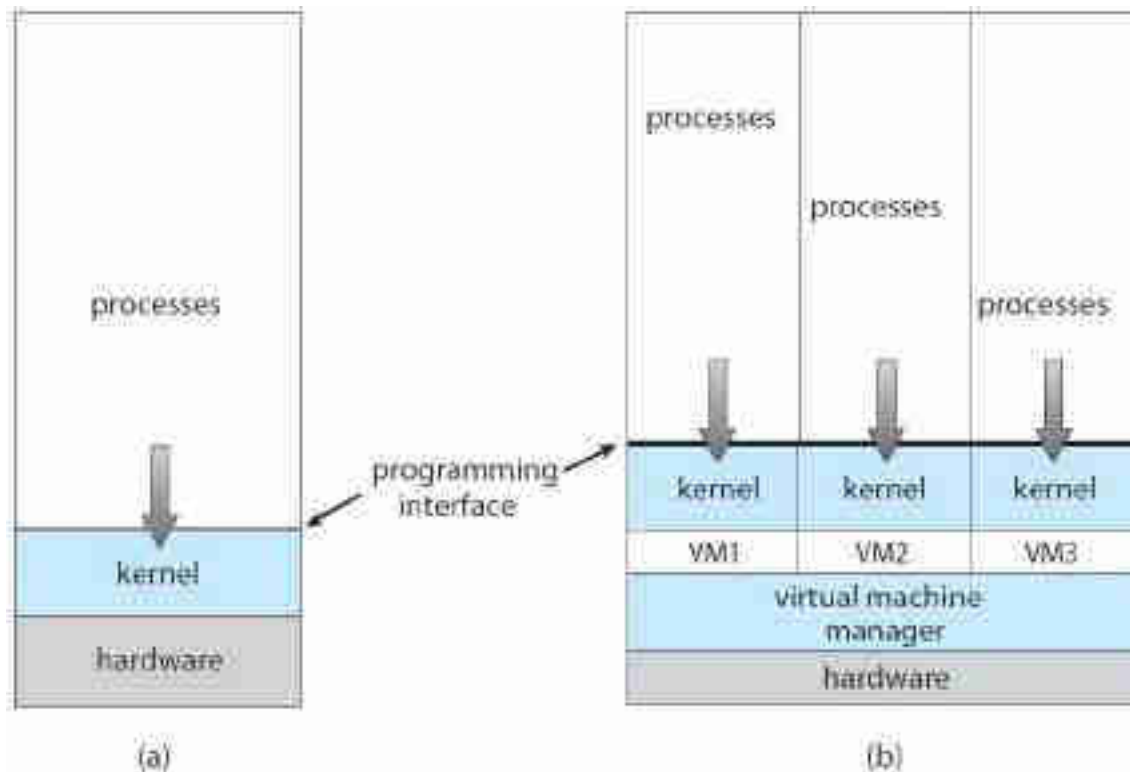 processes
kernel
hardware
(a)
programming
interface
processes
processes
processes
kernel
kernel
kernel
VM1
VM2
VM3
virtual machine
manager
hardware
(b)